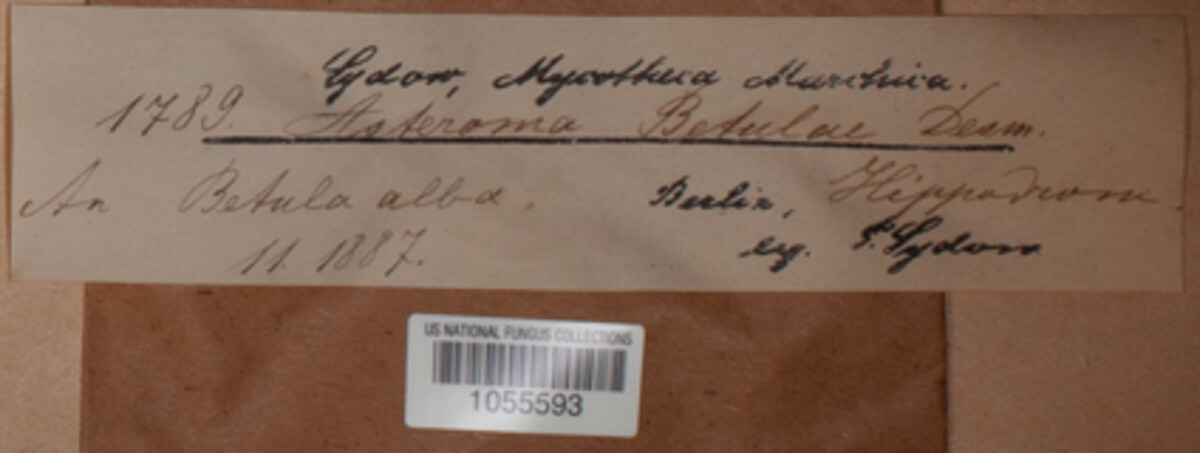 Sydow, Mycotheca Marchica.
1789. Asteroma Betulae Desm.
An Betula alba. Berlin, Hippodrom.
11. 1887. leg. P. Sydow
US NATIONAL FUNGUS COLLECTIONS
1055593